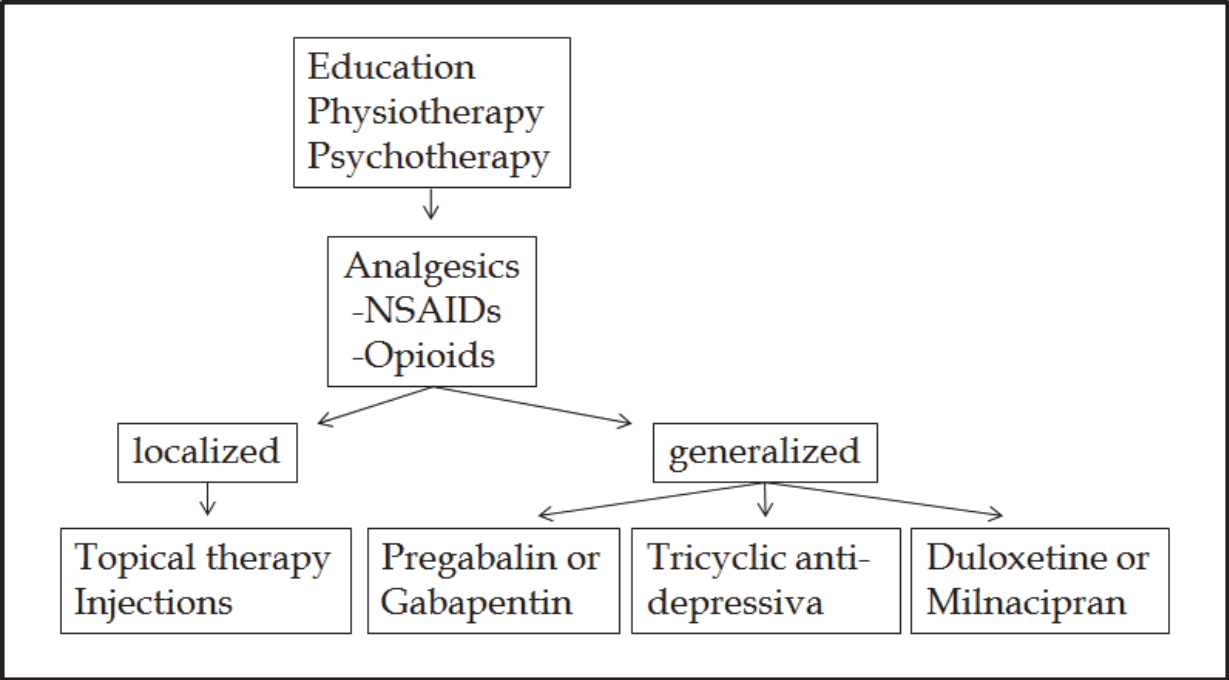 Education
Physiotherapy
Psychotherapy
Analgesics
-NSAIDs
-Opioids
localized
generalized
Topical therapy
Injections
Pregabalin or
Gabapentin
Tricyclic anti-
depressiva
Duloxetine or
Milnacipran